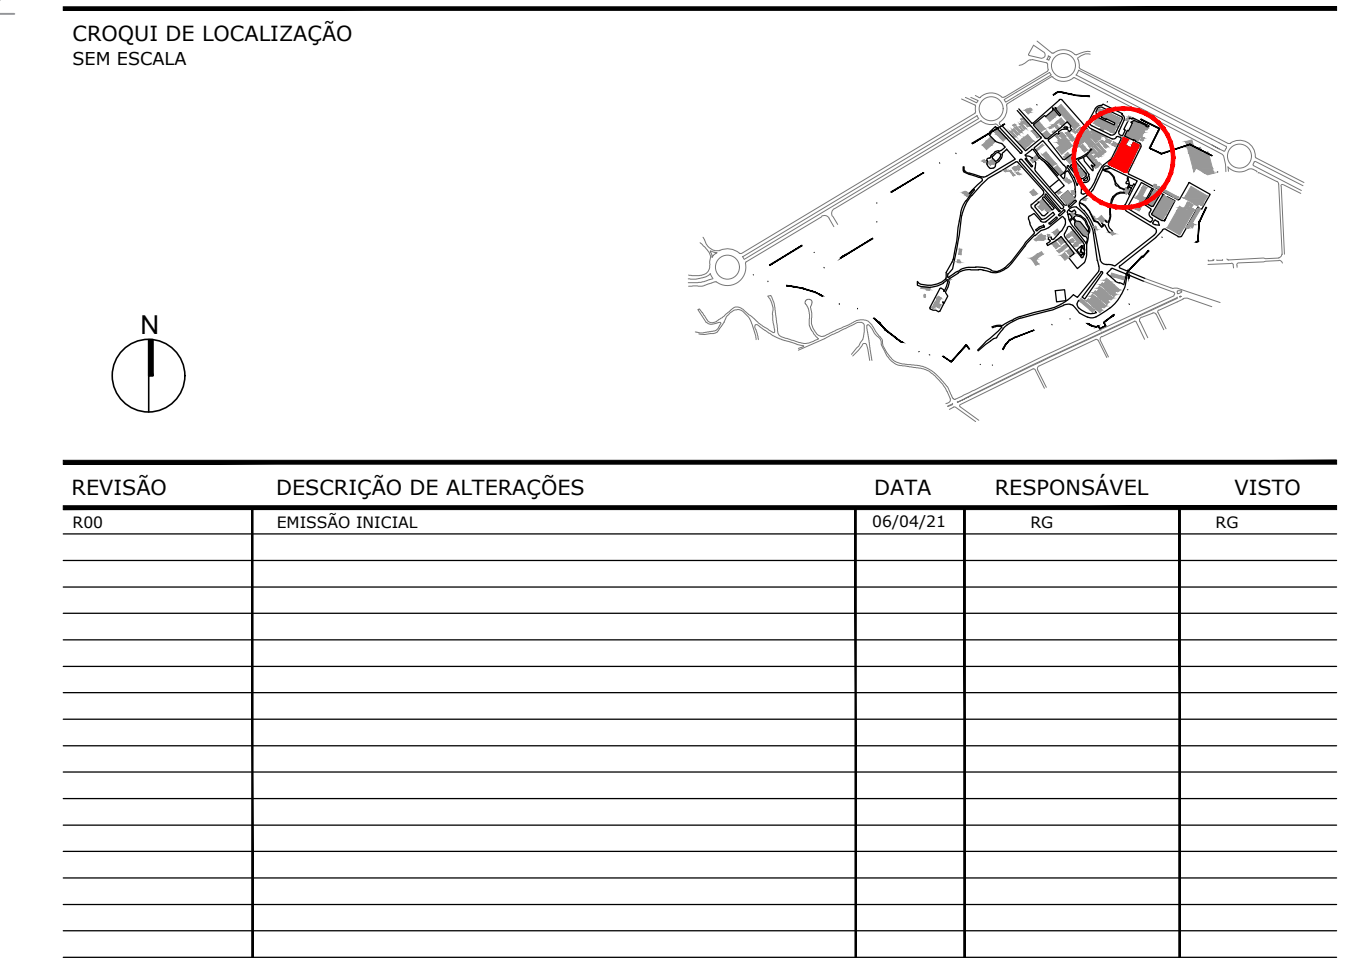 CROQUI DE LOCALIZAÇÃO
SEM ESCALA
N
REVISÃO DESCRIÇÃO DE ALTERAÇÕES DATA RESPONSÁVEL VISTO
R00 EMISSÃO INICIAL 06/04/21 RG RG